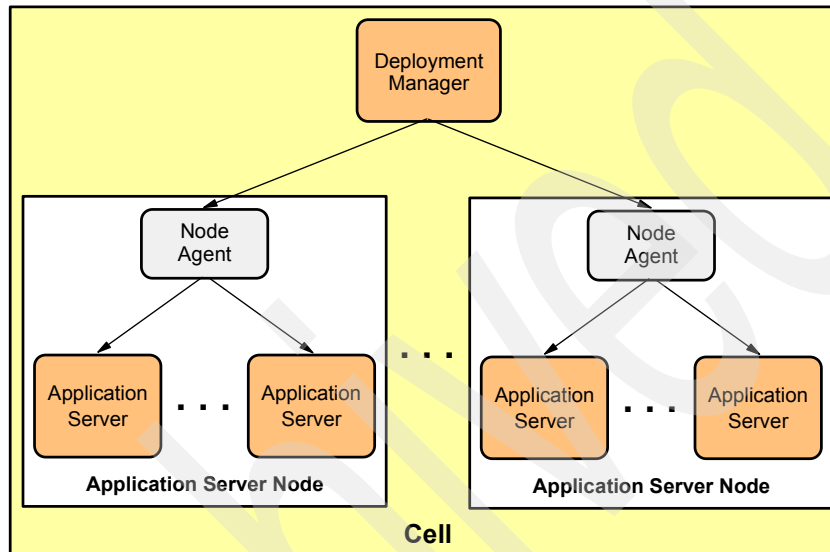 Deployment
Manager
Node
Agent
Node
Agent
Application
Server
. . .
Application
Server
. . .
Application
Server
. . .
Application
Server
Application Server Node
Application Server Node
Cell